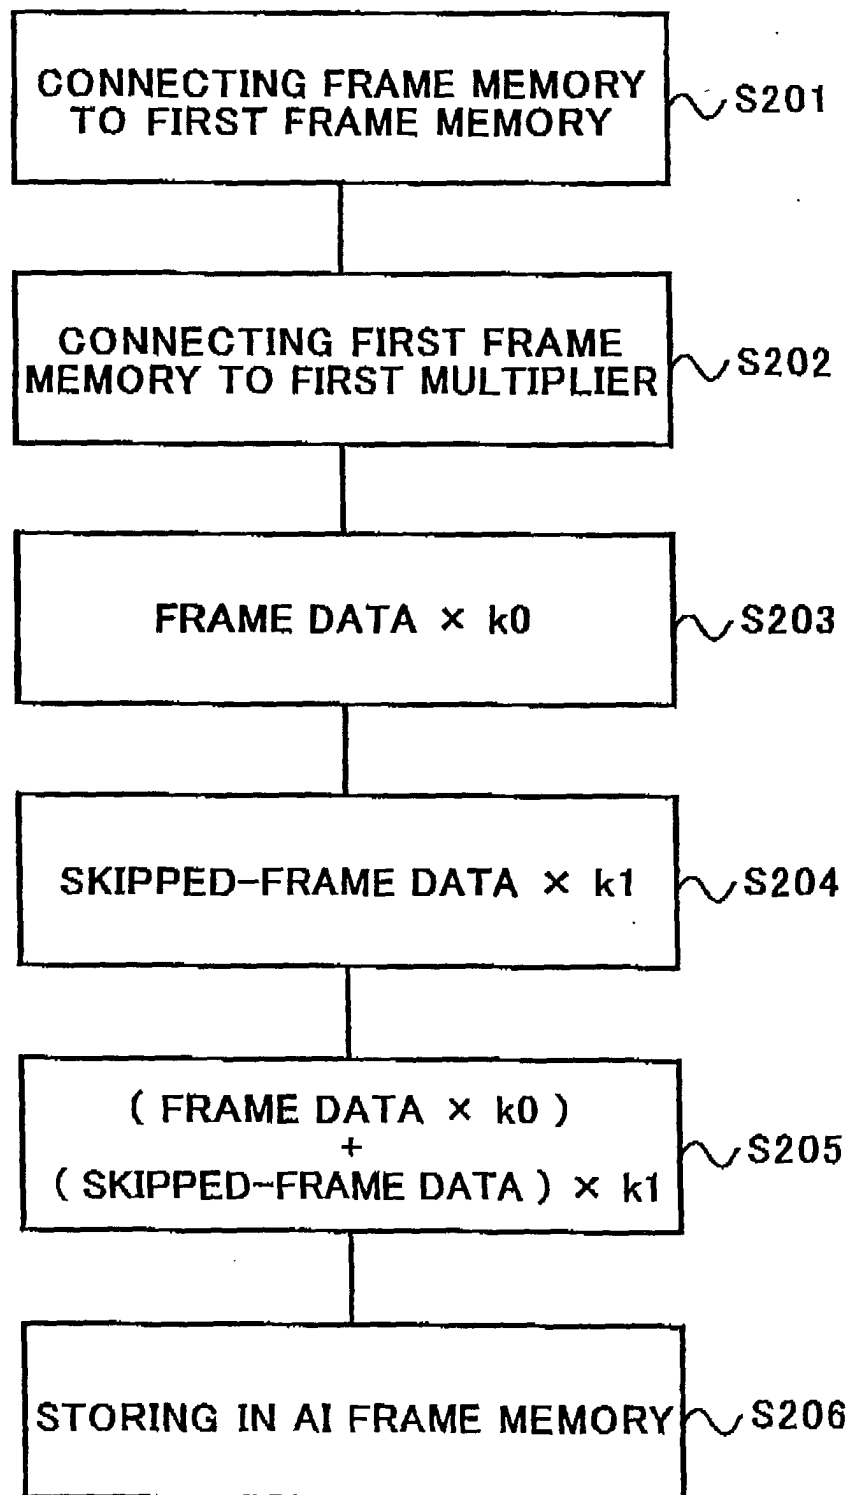 CONNECTING FRAME MEMORY
TO FIRST FRAME MEMORY
S201
CONNECTING FIRST FRAME
MEMORY TO FIRST MULTIPLIER
S202
FRAME DATA × k0
S203
SKIPPED-FRAME DATA × k1
S204
( FRAME DATA × k0 )
+
( SKIPPED-FRAME DATA ) × k1
S205
STORING IN AI FRAME MEMORY
S206